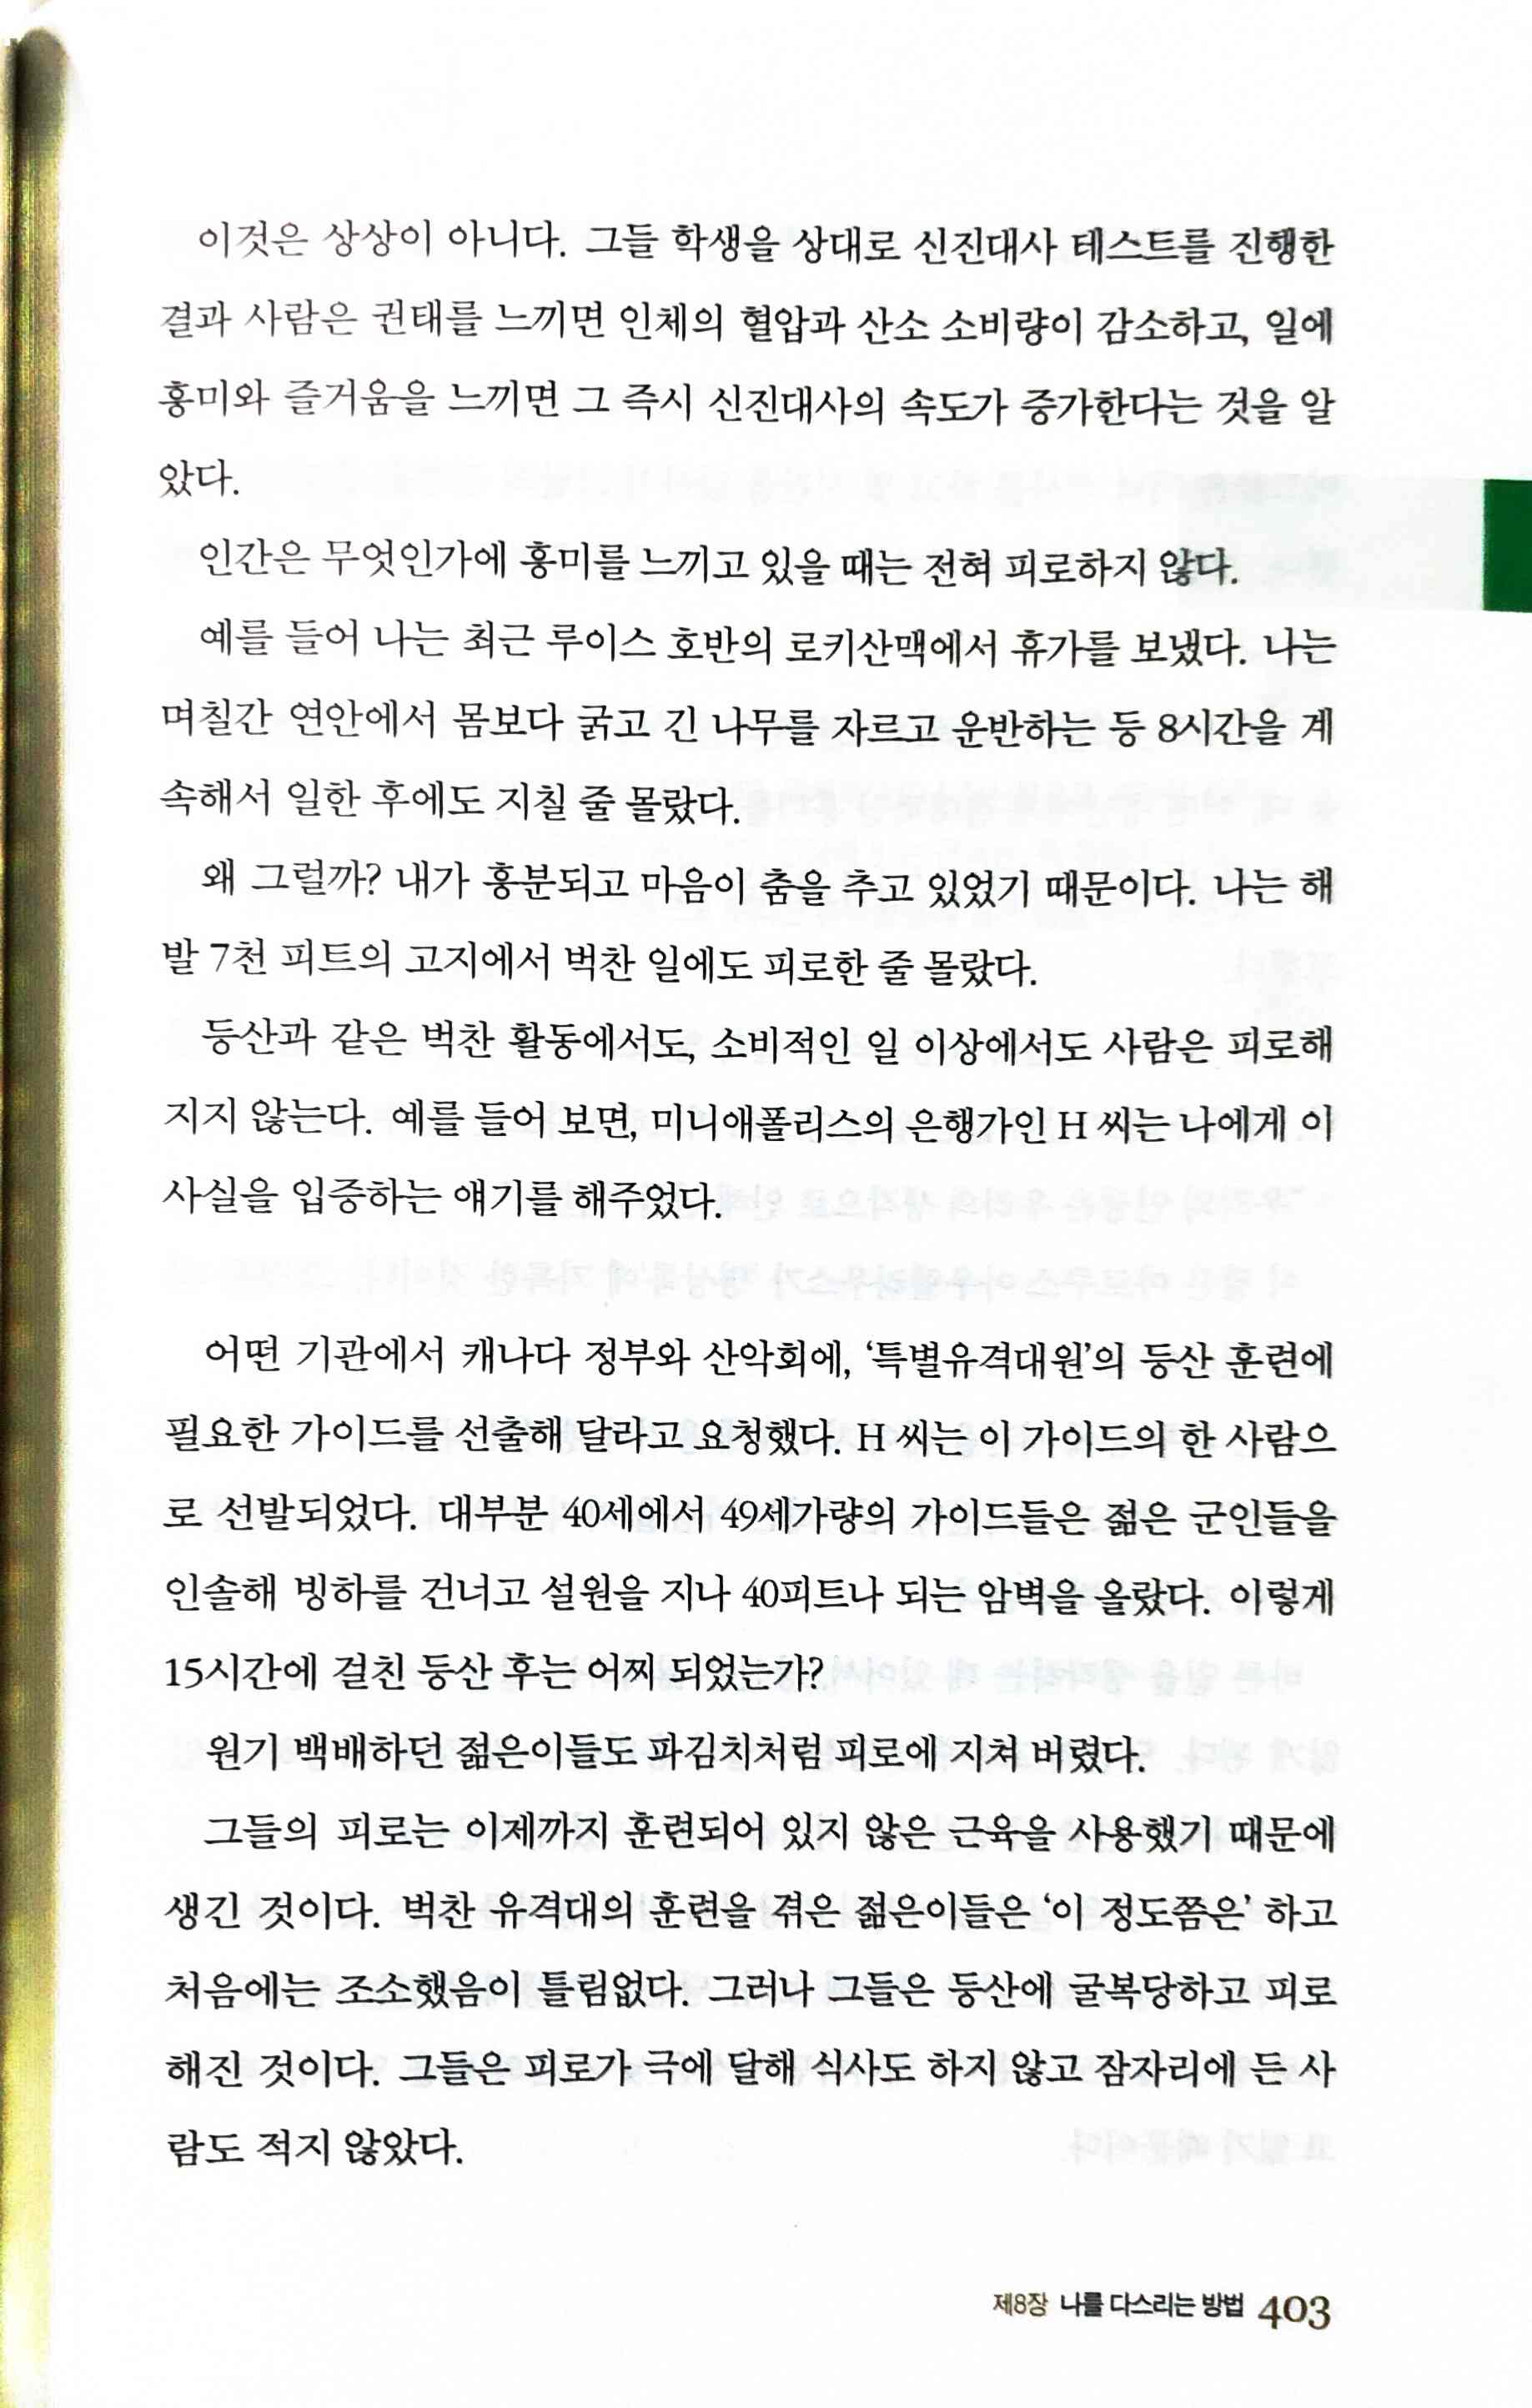 이것은 상상이 아니다. 그들 학생을 상대로 신진대사 테스트를 진행한
결과 사람은 권태를 느끼면 인체의 혈압과 산소 소비량이 감소하고, 일에
흥미와 즐거움을 느끼면 그 즉시 신진대사의 속도가 증가한다는 것을 알
았다.
인간은 무엇인가에 흥미를 느끼고 있을 때는 전혀 피로하지 않다.
예를 들어 나는 최근 루이스 호반의 로키산맥에서 휴가를 보냈다. 나는
며칠간 연안에서 몸보다 굵고 긴 나무를 자르고 운반하는 등 8시간을 계
속해서 일한 후에도 지칠 줄 몰랐다.
왜 그럴까? 내가 흥분되고 마음이 춤을 추고 있었기 때문이다. 나는 해
발 7천 피트의 고지에서 벅찬 일에도 피로한 줄 몰랐다.
등산과 같은 벅찬 활동에서도, 소비적인 일 이상에서도 사람은 피로해
지지 않는다. 예를 들어 보면, 미니애폴리스의 은행가인 H 씨는 나에게 이
사실을 입증하는 얘기를 해주었다.
어떤 기관에서 캐나다 정부와 산악회에, ‘특별유격대원’의 등산 훈련에
필요한 가이드를 선출해 달라고 요청했다. H 씨는 이 가이드의 한 사람으
로 선발되었다. 대부분 40세에서 49세가량의 가이드들은 젊은 군인들을
인솔해 빙하를 건너고 설원을 지나 40피트나 되는 암벽을 올랐다. 이렇게
15시간에 걸친 등산 후는 어찌 되었는가?
원기 백배하던 젊은이들도 파김치처럼 피로에 지쳐 버렸다.
그들의 피로는 이제까지 훈련되어 있지 않은 근육을 사용했기 때문에
생긴 것이다. 벅찬 유격대의 훈련을 겪은 젊은이들은 ‘이 정도쯤은’ 하고
처음에는 조소했음이 틀림없다. 그러나 그들은 등산에 굴복당하고 피로
해진 것이다. 그들은 피로가 극에 달해 식사도 하지 않고 잠자리에 든 사
람도 적지 않았다.
제8장 나를 다스리는 방법 403